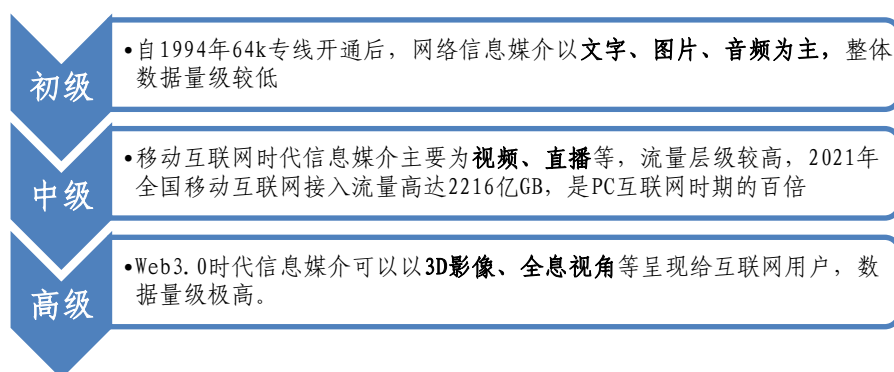 初级
•自1994年64k专线开通后，网络信息媒介以文字、图片、音频为主，整体
数据量级较低
中级
•移动互联网时代信息媒介主要为视频、直播等，流量层级较高，2021年
全国移动互联网接入流量高达2216亿GB，是PC互联网时期的百倍
高级
•Web3.0时代信息媒介可以以3D影像、全息视角等呈现给互联网用户，数
据量级极高。